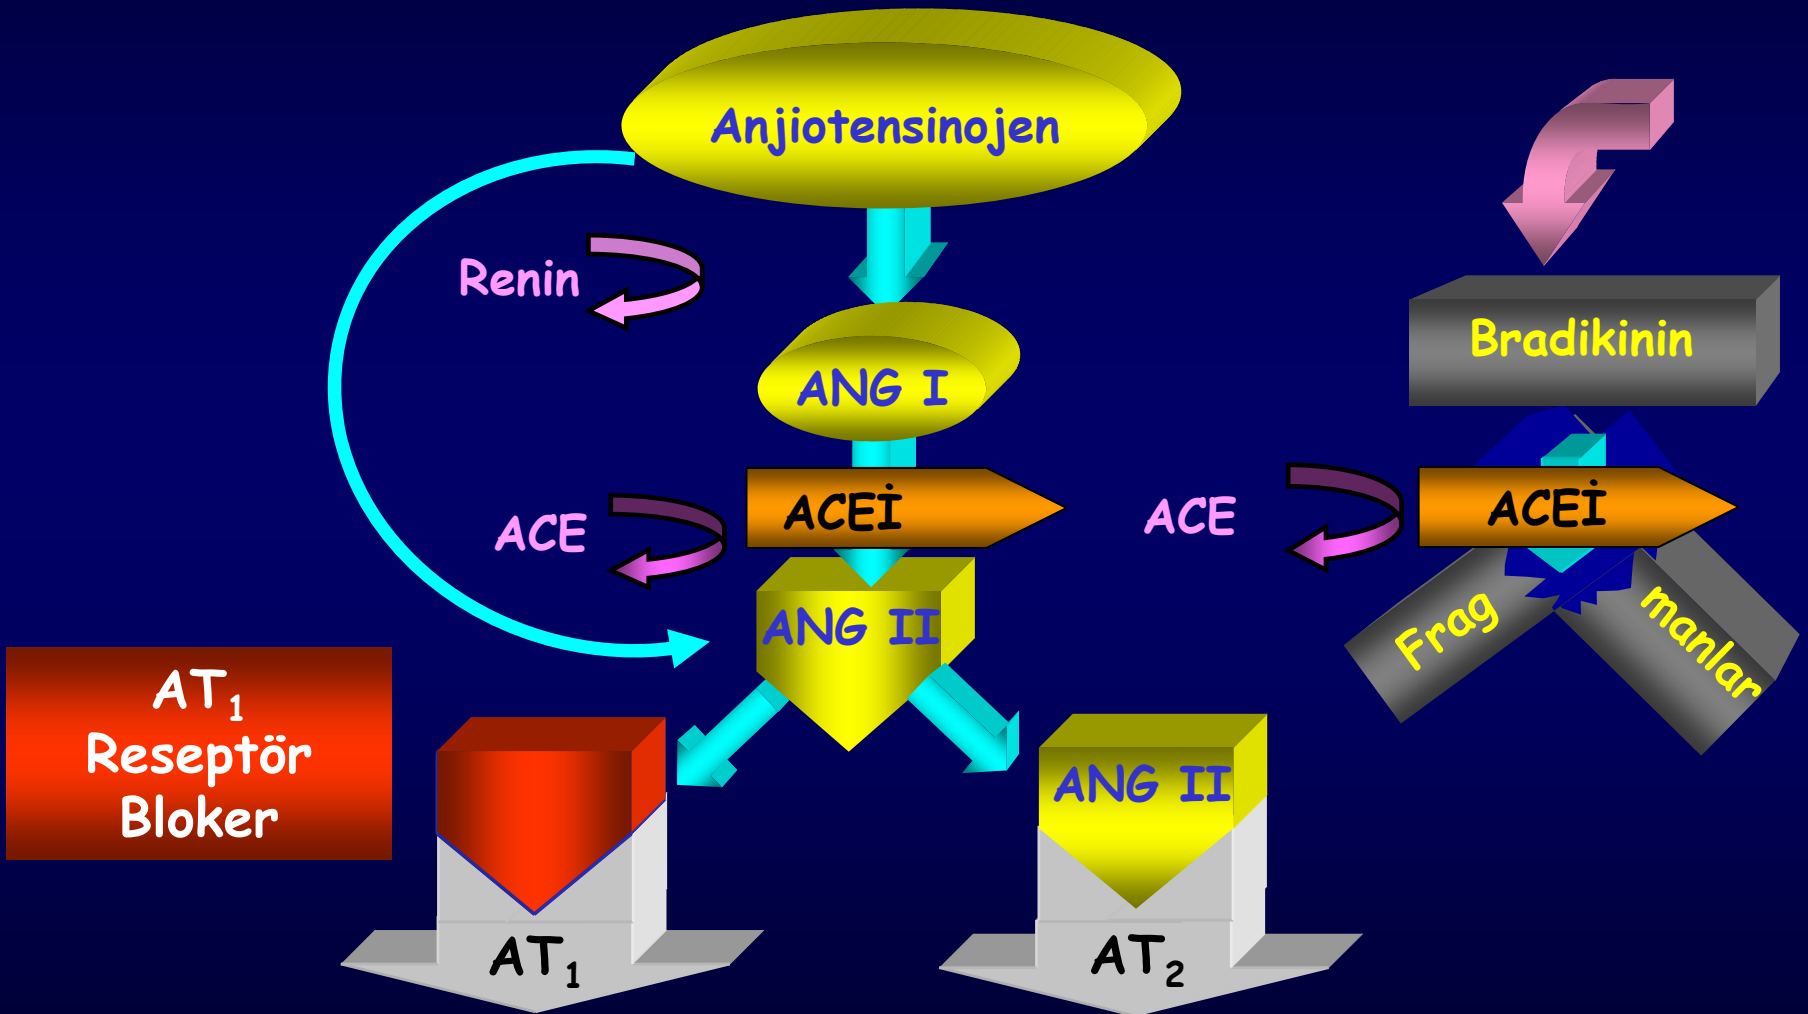 Anjiotensinojen
Renin
ANG I
Bradikinin
ACE
ACEİ
ACE
ACEİ
ANG II
Frag
manlar
AT₁
Reseptör
Bloker
ANG II
AT₁
AT₂